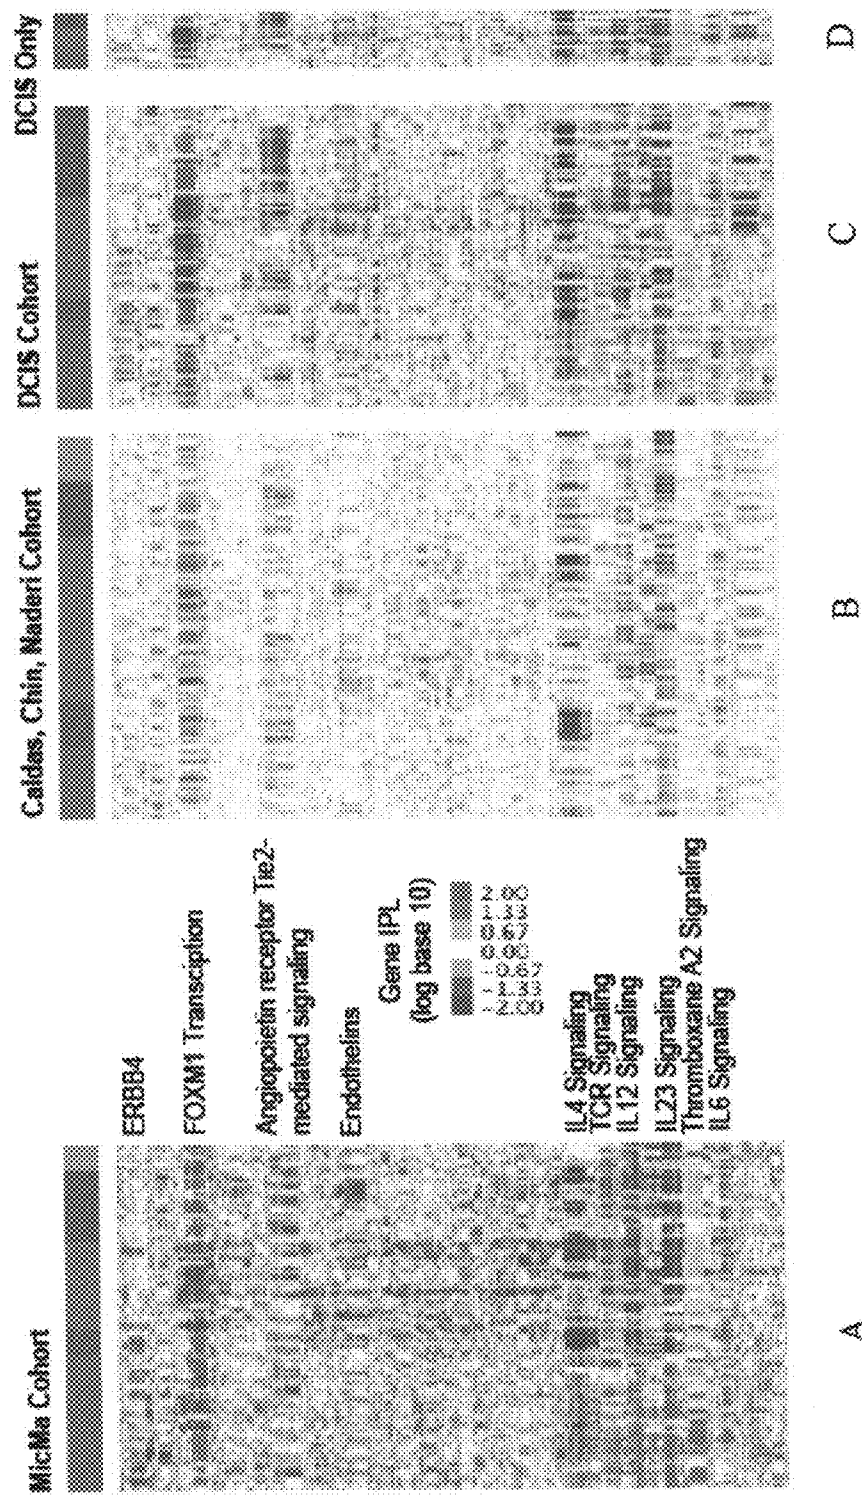 MicMa Cohort
Caldas, Chin, Naderi Cohort
DCIS Cohort
DCIS Only
ERBB4
FOXM1 Transciption
Angiopoietin receptor Tie2-
mediated signaling
Endothelins
Gene IPL
(log base 10)
2.00
1.33
0.67
0.00
-0.67
-1.33
-2.00
IL4 Signaling
TCR Signaling
IL12 Signaling
IL23 Signaling
Thromboxane A2 Signaling
IL6 Signaling
A
B
C
D